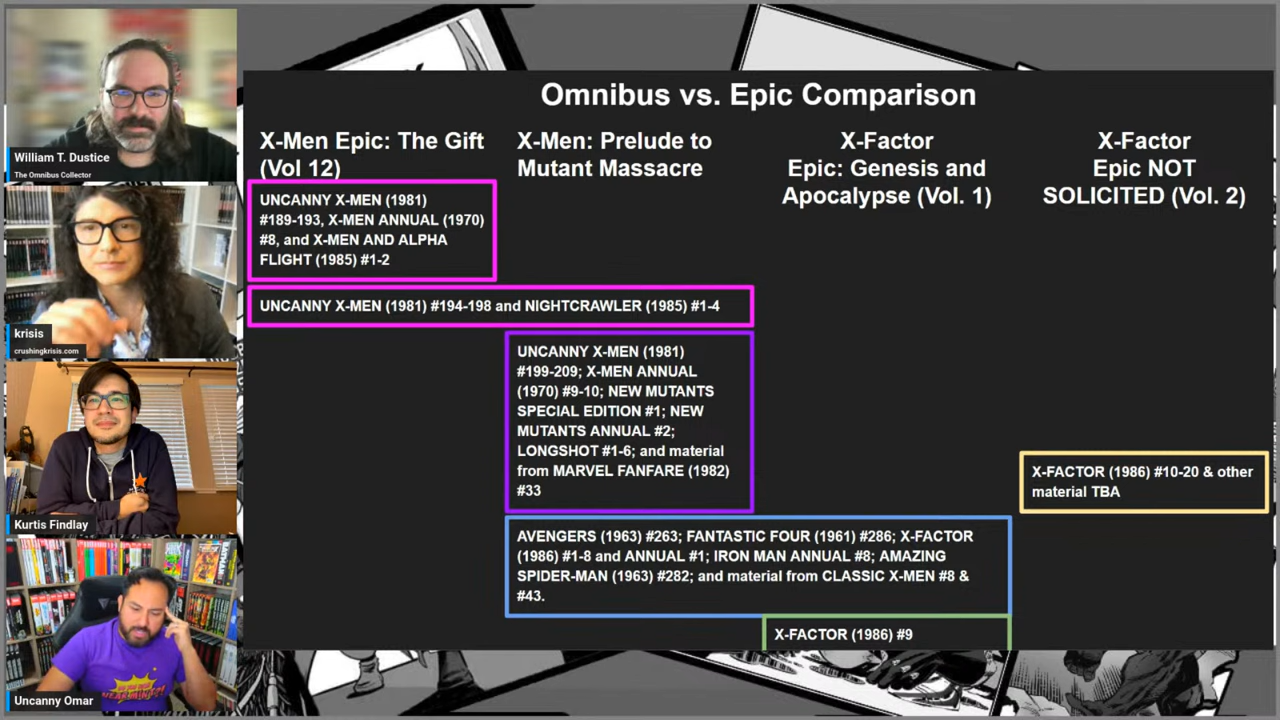 Omnibus vs. Epic Comparison
X-Men Epic: The Gift
(Vol 12)
X-Men: Prelude to
Mutant Massacre
X-Factor
Epic: Genesis and
Apocalypse (Vol. 1)
X-Factor
Epic NOT
SOLICITED (Vol. 2)
UNCANNY X-MEN (1981)
#189-193, X-MEN ANNUAL (1970)
#8, and X-MEN AND ALPHA
FLIGHT (1985) #1-2
UNCANNY X-MEN (1981) #194-198 and NIGHTCRAWLER (1985) #1-4
UNCANNY X-MEN (1981)
#199-209; X-MEN ANNUAL
(1970) #9-10; NEW MUTANTS
SPECIAL EDITION #1; NEW
MUTANTS ANNUAL #2;
LONGSHOT #1-6; and material
from MARVEL FANFARE (1982)
#33
X-FACTOR (1986) #10-20 & other
material TBA
AVENGERS (1963) #263; FANTASTIC FOUR (1961) #286; X-FACTOR
(1986) #1-8 and ANNUAL #1; IRON MAN ANNUAL #8; AMAZING
SPIDER-MAN (1963) #282; and material from CLASSIC X-MEN #8 &
#43.
X-FACTOR (1986) #9
William T. Dustice
The Omnibus Collector
krisis
crushingkrisis.com
Kurtis Findlay
Uncanny Omar